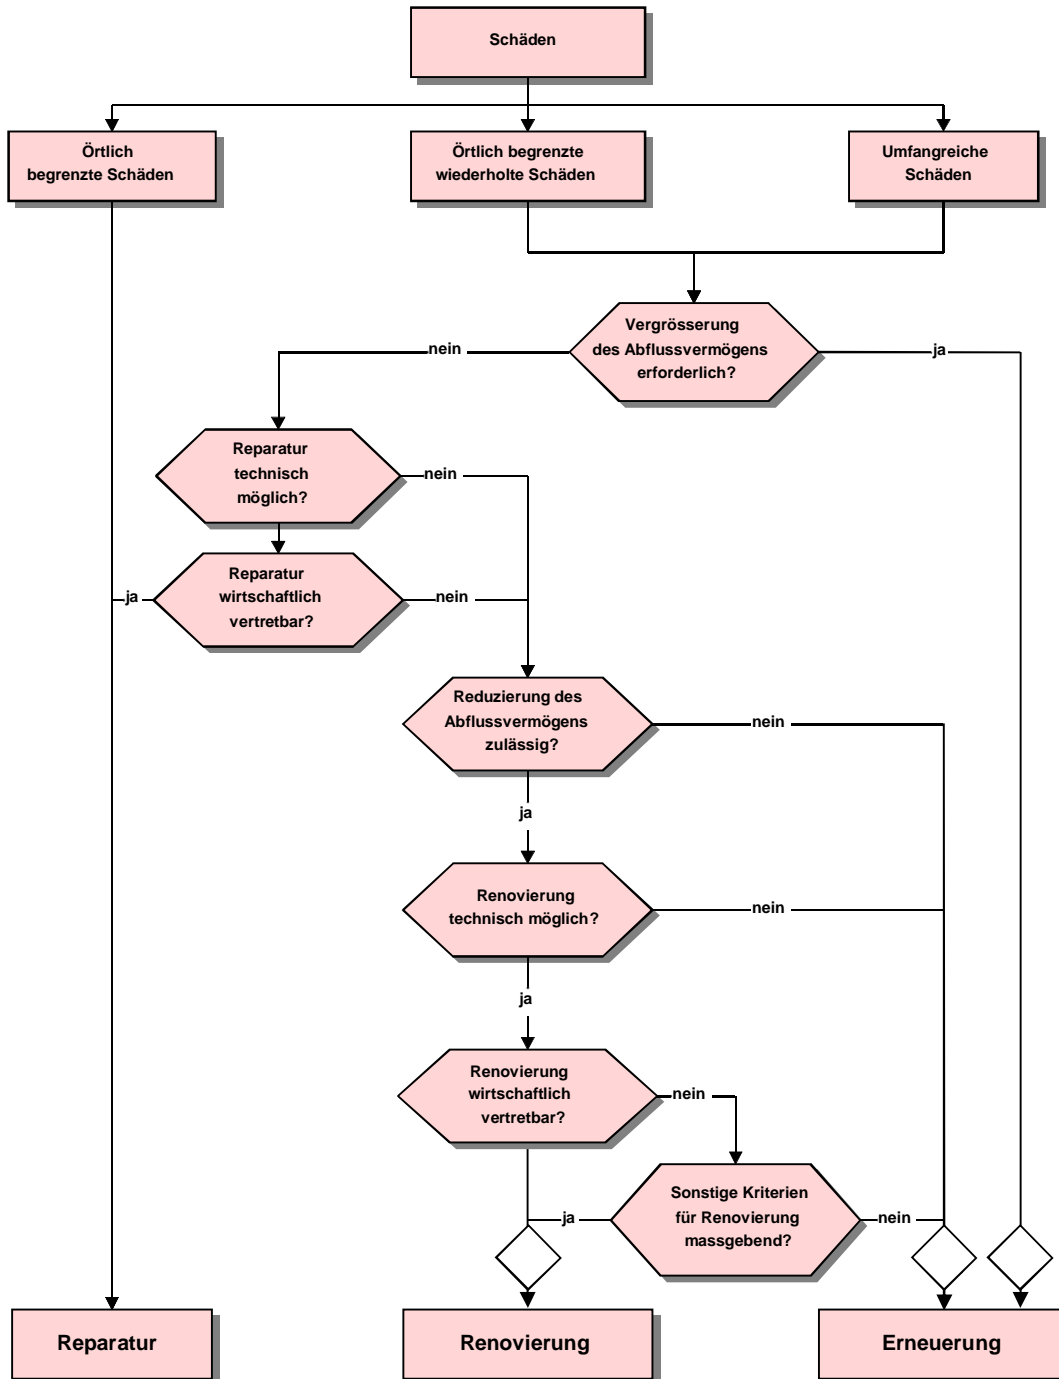 Schäden
Örtlich
begrenzte Schäden
Örtlich begrenzte
wiederholte Schäden
Umfangreiche
Schäden
Vergrösserung
des Abflussvermögens
erforderlich?
nein
ja
Reparatur
technisch
möglich?
nein
Reparatur
wirtschaftlich
vertretbar?
ja
nein
Reduzierung des
Abflussvermögens
zulässig?
nein
ja
Renovierung
technisch möglich?
nein
ja
Renovierung
wirtschaftlich
vertretbar?
nein
Sonstige Kriterien
für Renovierung
massgebend?
ja
nein
Reparatur
Renovierung
Erneuerung